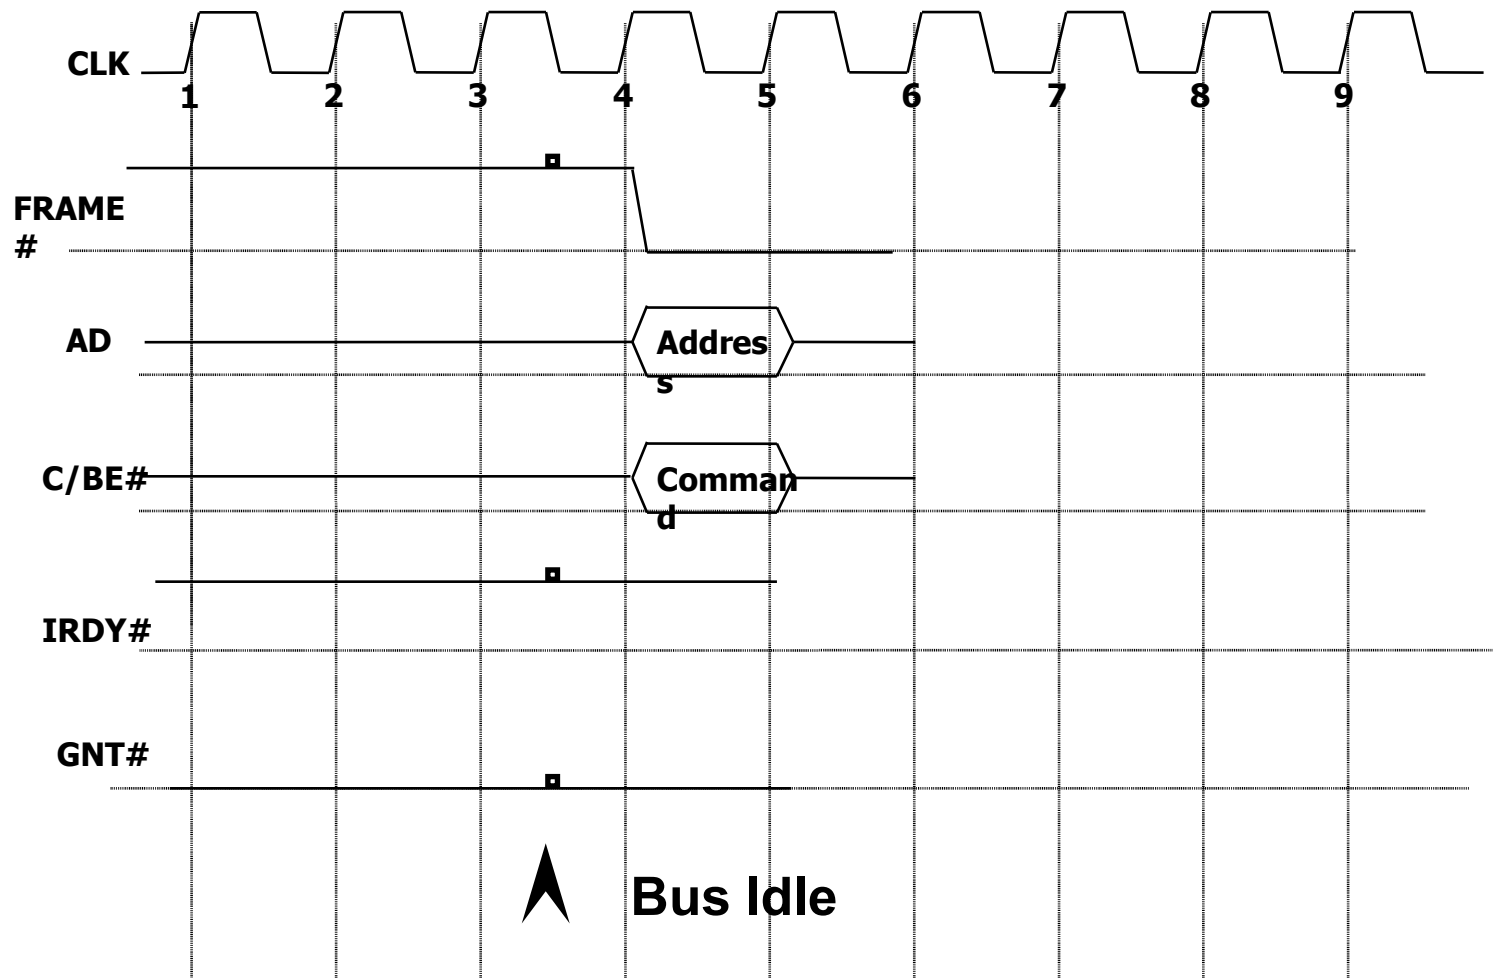 CLK
1 2 3 4 5 6 7 8 9
FRAME
#
AD
Addres
s
C/BE#
Comman
d
IRDY#
GNT#
Bus Idle